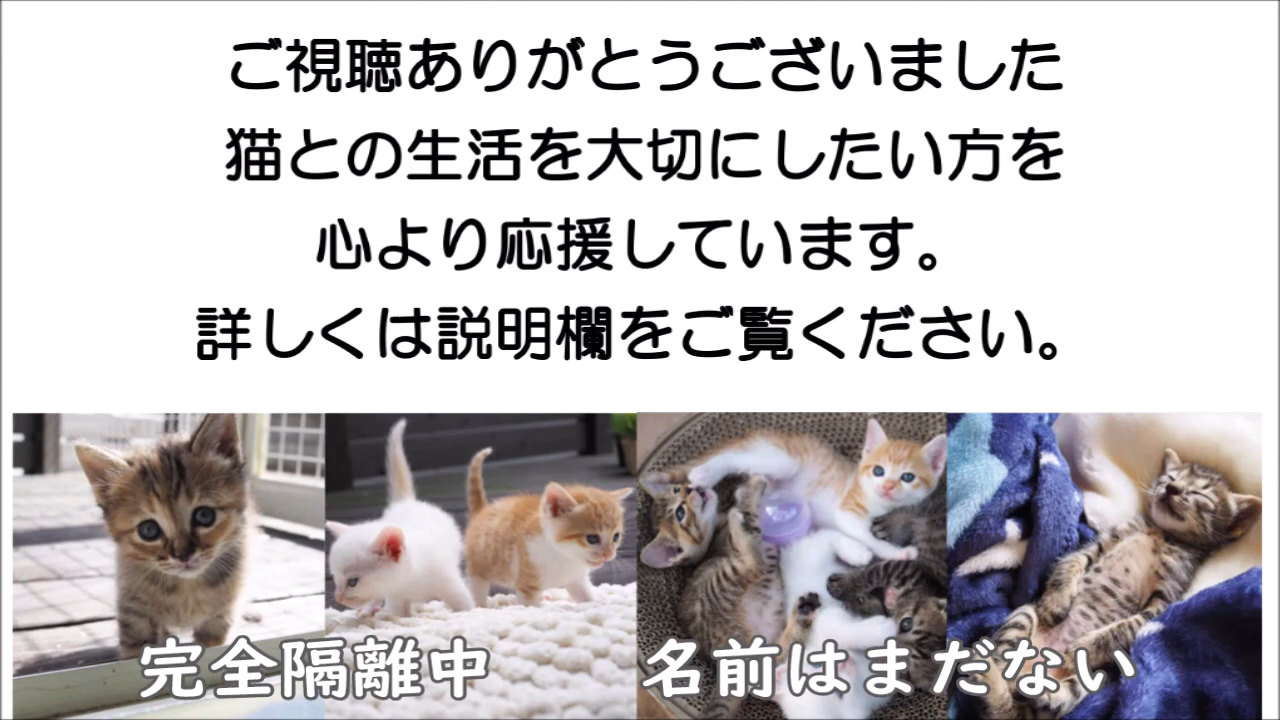 ご視聴ありがとうございました
猫との生活を大切にしたい方を
心より応援しています。
詳しくは説明欄をご覧ください。
完全隔離中
名前はまだない